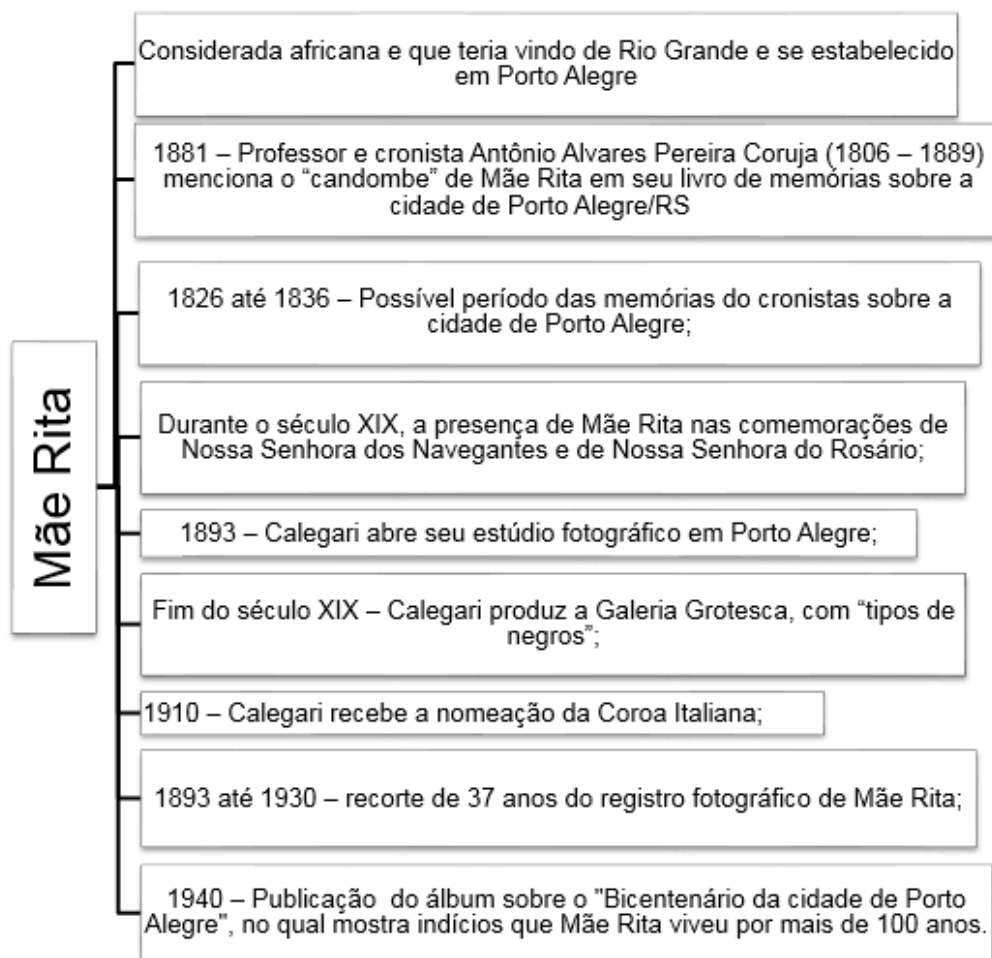 Mãe Rita
Considerada africana e que teria vindo de Rio Grande e se estabelecido
em Porto Alegre
1881 – Professor e cronista Antônio Alvares Pereira Coruja (1806 – 1889)
menciona o “candombe” de Mãe Rita em seu livro de memórias sobre a
cidade de Porto Alegre/RS
1826 até 1836 – Possível período das memórias do cronistas sobre a
cidade de Porto Alegre;
Durante o século XIX, a presença de Mãe Rita nas comemorações de
Nossa Senhora dos Navegantes e de Nossa Senhora do Rosário;
1893 – Calegari abre seu estúdio fotográfico em Porto Alegre;
Fim do século XIX – Calegari produz a Galeria Grotesca, com “tipos de
negros”;
1910 – Calegari recebe a nomeação da Coroa Italiana;
1893 até 1930 – recorte de 37 anos do registro fotográfico de Mãe Rita;
1940 – Publicação do álbum sobre o "Bicentenário da cidade de Porto
Alegre", no qual mostra indícios que Mãe Rita viveu por mais de 100 anos.